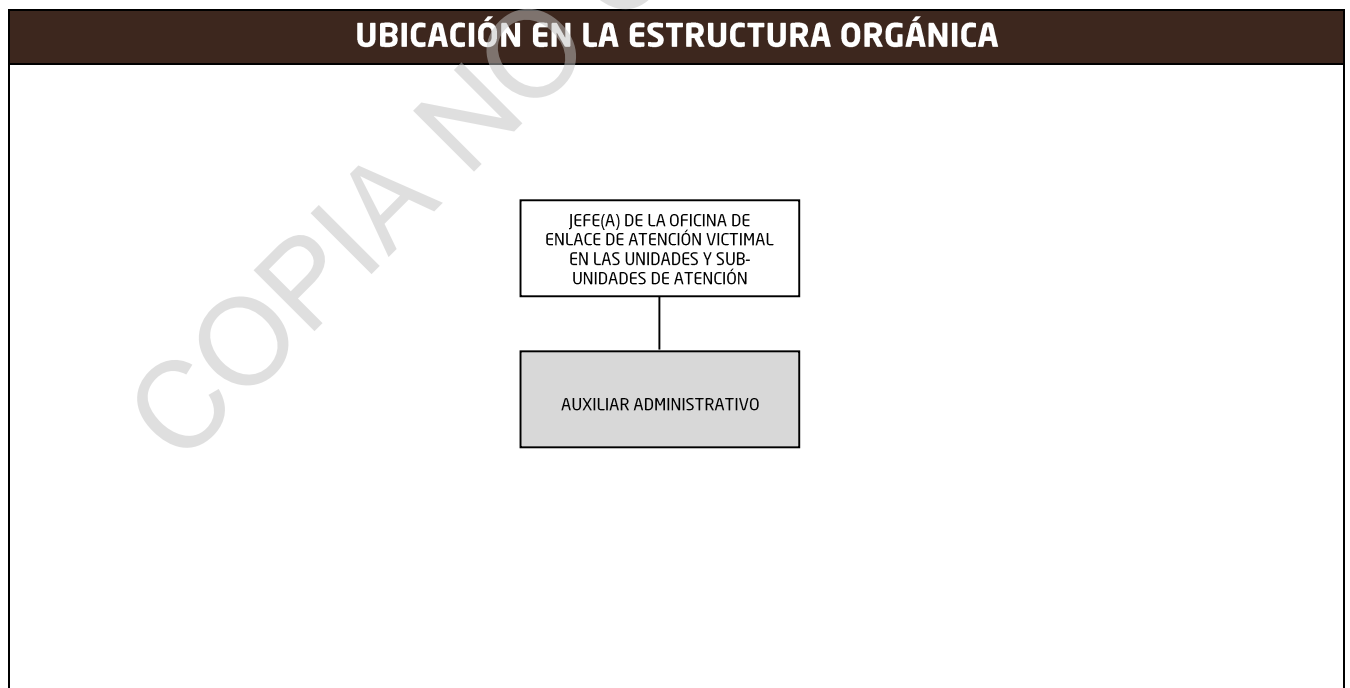 UBICACIÓN EN LA ESTRUCTURA ORGÁNICA
JEFE(A) DE LA OFICINA DE
ENLACE DE ATENCIÓN VICTIMAL
EN LAS UNIDADES Y SUB-
UNIDADES DE ATENCIÓN
AUXILIAR ADMINISTRATIVO
COPIA NO